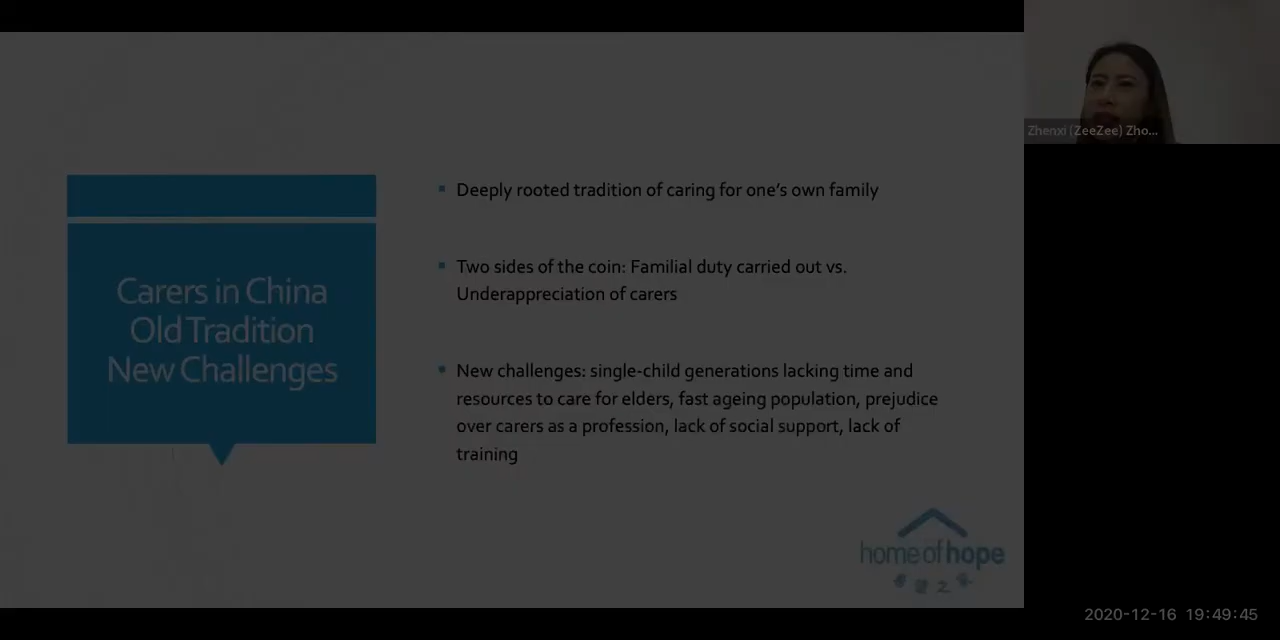 Zhenxi (ZeeZee) Zho...
Carers in China
Old Tradition
New Challenges
Deeply rooted tradition of caring for one's own family
Two sides of the coin: Familial duty carried out vs.
Underappreciation of carers
New challenges: single-child generations lacking time and
resources to care for elders, fast ageing population, prejudice
over carers as a profession, lack of social support, lack of
training
home of hope
2020-12-16 19:49:45